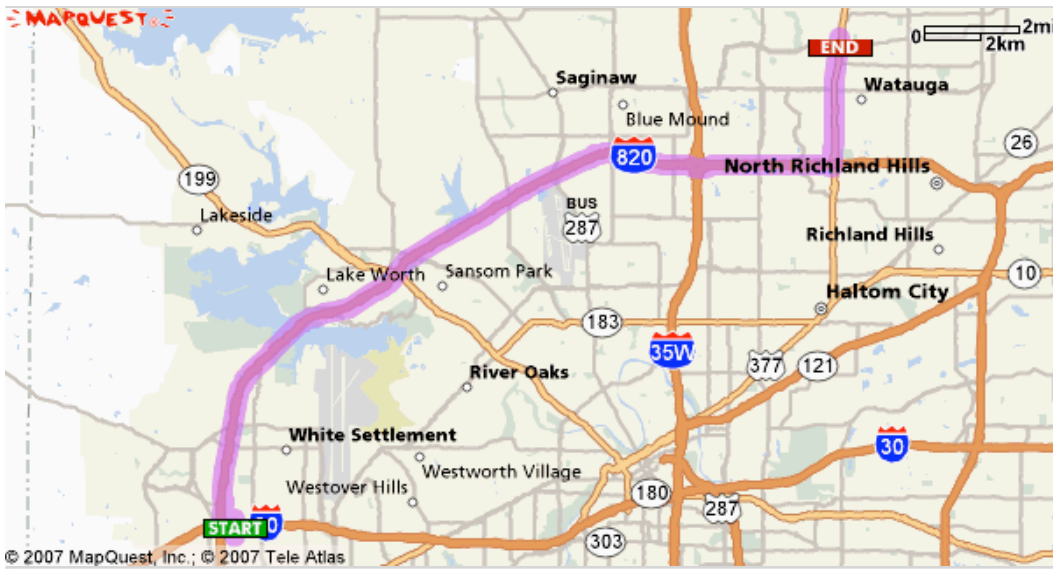 MAPQUEST
END
0 2mi
2km
Saginaw
Watauga
Blue Mound
26
820
North Richland Hills
199
BUS
287
Lakeside
Richland Hills
Lake Worth
Sansom Park
10
Haltom City
183
35W
377
121
River Oaks
White Settlement
30
Westworth Village
Westover Hills
180
287
START
303
© 2007 MapQuest, Inc.; © 2007 Tele Atlas